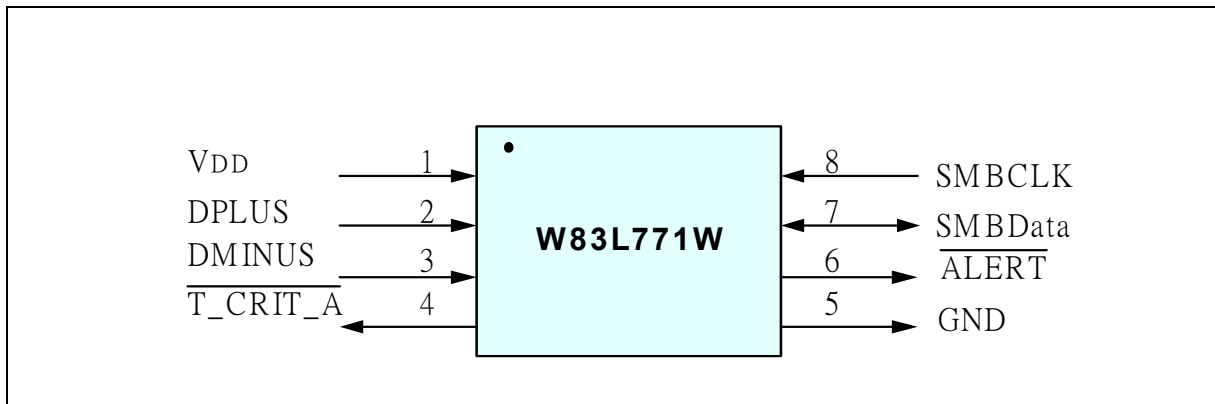 VDD 1 8 SMBCLK
DPLUS 2 7 SMBData
DMINUS 3 6 ALERT
T_CRIT_A 4 5 GND
W83L771W